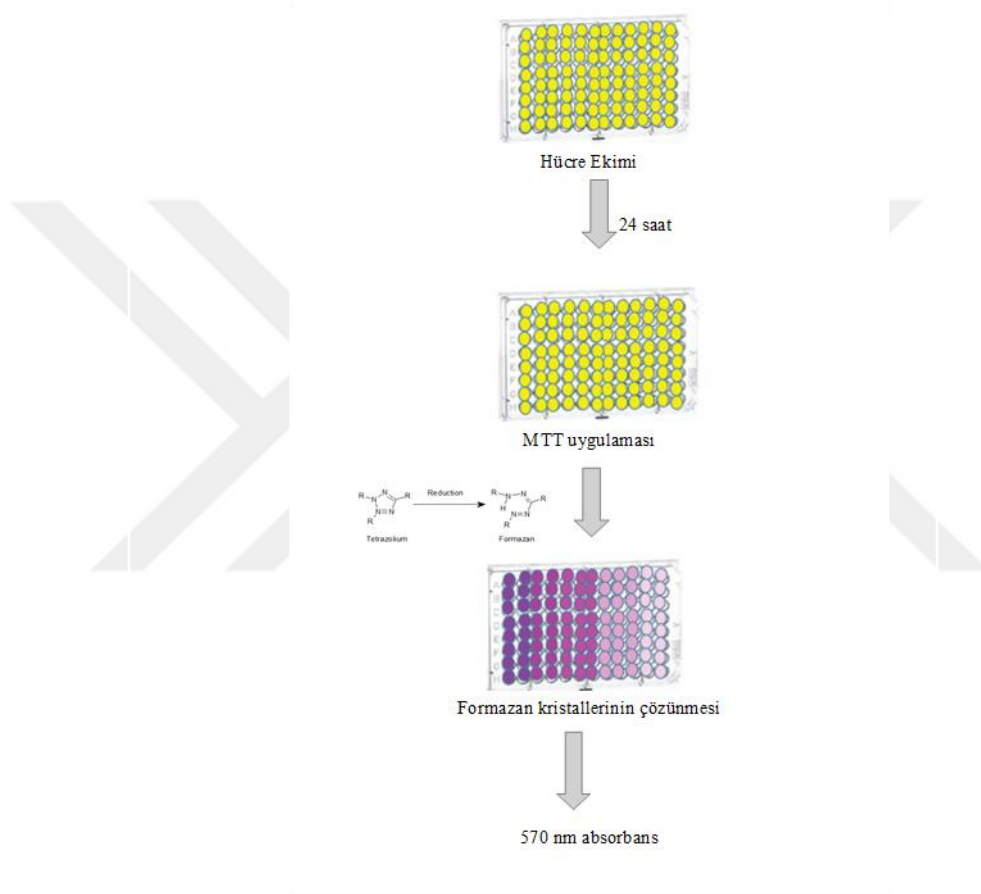 A
B
C
D
E
F
G
H
Hücre Ekimi
24 saat
A
B
C
D
E
F
G
H
MTT uygulaması
R N N R
N=N
R
Tetrazolium
Reduction
R N N R
H
N=N
R
Formazan
A
B
C
D
E
F
G
H
Formazan kristallerinin çözünmesi
570 nm absorbans